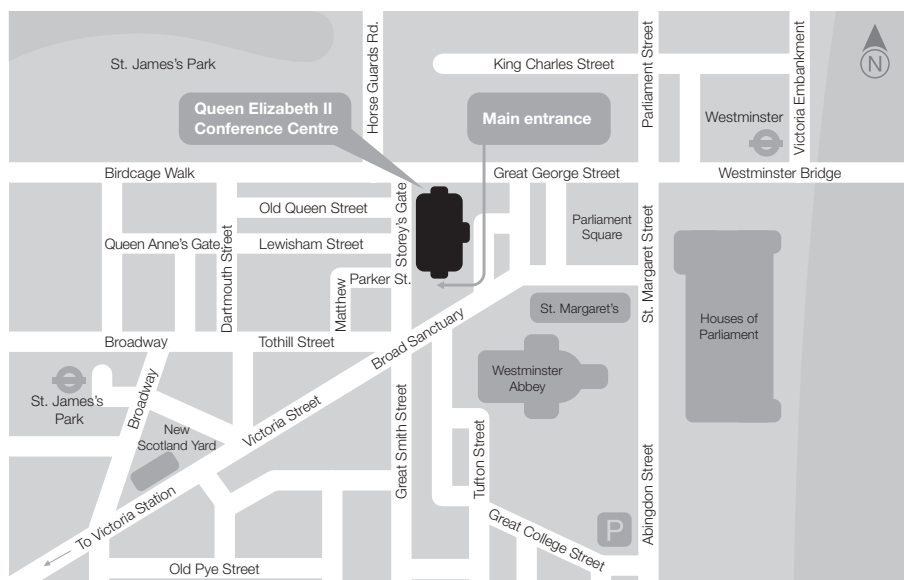 St. James's Park
Horse Guards Rd.
King Charles Street
Parliament Street
Victoria Embankment
N
Queen Elizabeth II
Conference Centre
Main entrance
Westminster
Birdcage Walk
Great George Street
Westminster Bridge
Old Queen Street
Storey's Gate
Parliament
Square
St. Margaret Street
Queen Anne's Gate
Dartmouth Street
Lewisham Street
Parker St.
Matthew
St. Margaret's
Houses of
Parliament
Broadway
Tothill Street
Broad Sanctuary
Westminster
Abbey
St. James's
Park
Broadway
New
Scotland Yard
Victoria Street
Great Smith Street
Tufton Street
Abingdon Street
To Victoria Station
P
Great College Street
Old Pye Street